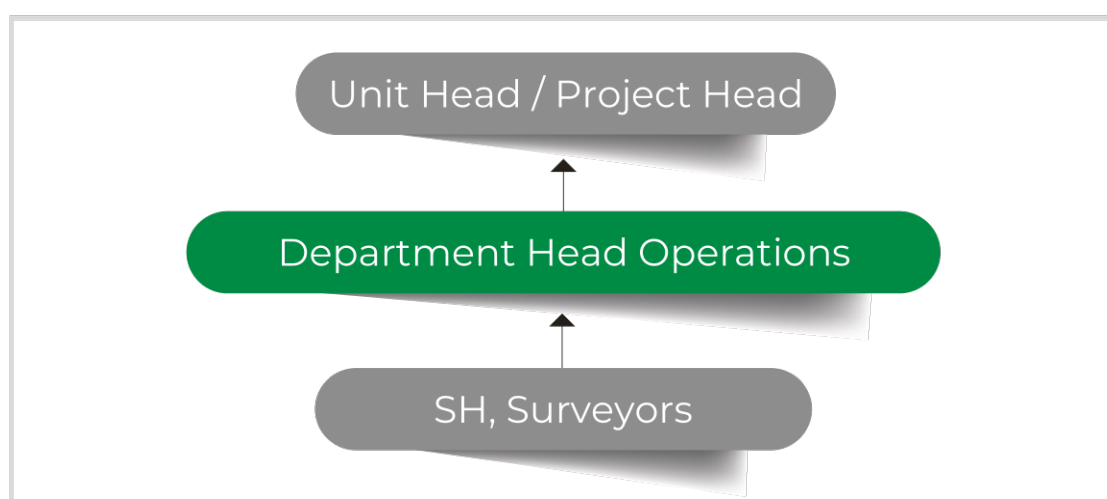 Unit Head / Project Head
Department Head Operations
SH, Surveyors